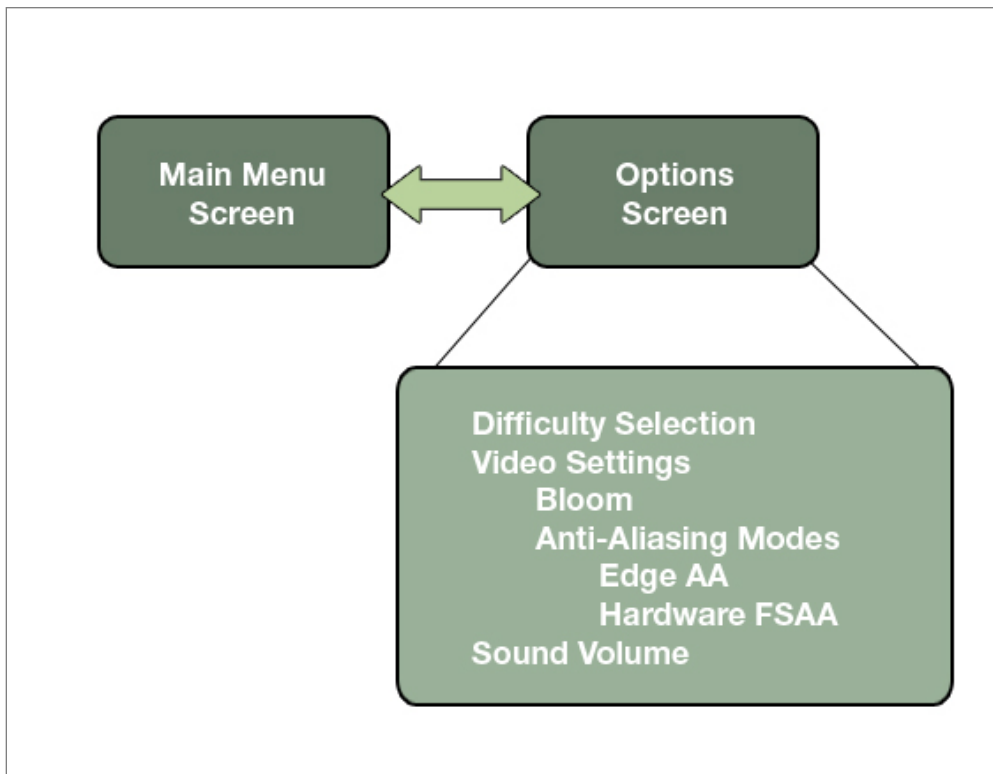 Main Menu
Screen
Options
Screen
Difficulty Selection
Video Settings
Bloom
Anti-Aliasing Modes
Edge AA
Hardware FSAA
Sound Volume